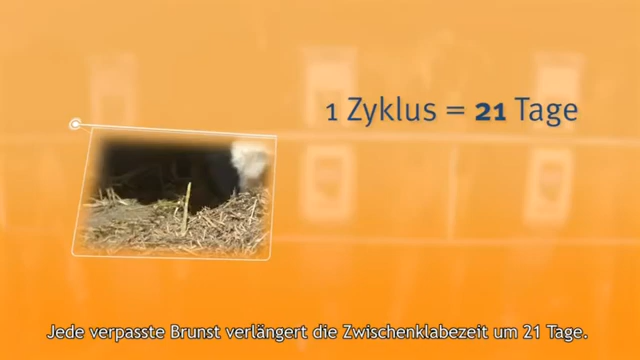 1 Zyklus = 21 Tage
Jede verpasste Brunst verlängert die Zwischenklabezeit um 21 Tage.